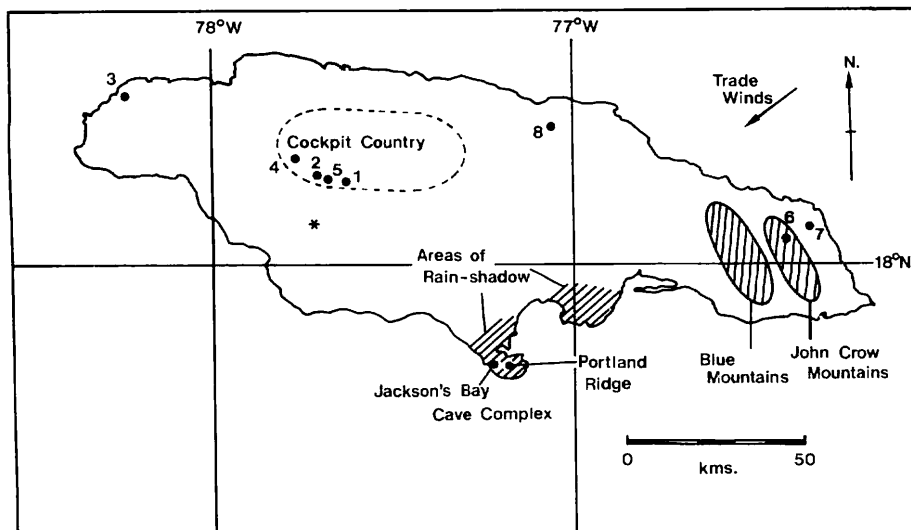 78°W
77°W
3
N.
Trade
Winds
8
Cockpit Country
4
2
5
1
*
6
7
Areas of
Rain-shadow
18°N
Blue
Mountains
John Crow
Mountains
Portland
Ridge
Jackson's Bay
Cave Complex
0
50
kms.